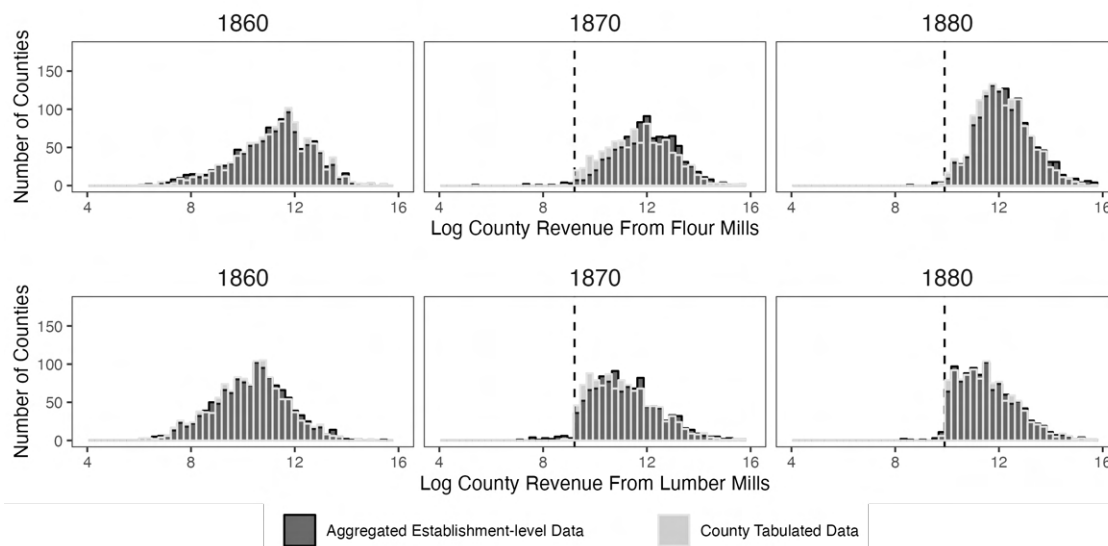 1860 1870 1880
Number of Counties
150
100
50
0
4 8 12 16 4 8 12 16 4 8 12 16
Log County Revenue From Flour Mills
1860 1870 1880
Number of Counties
150
100
50
0
4 8 12 16 4 8 12 16 4 8 12 16
Log County Revenue From Lumber Mills
Aggregated Establishment-level Data County Tabulated Data